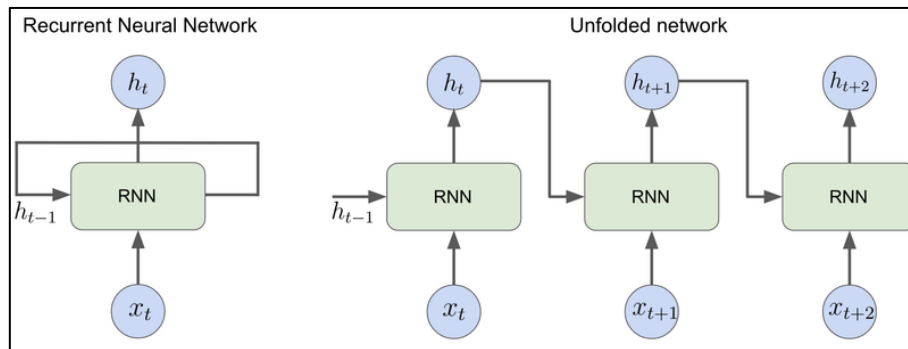 Recurrent Neural Network
Unfolded network
h_t
h_t
h_{t+1}
h_{t+2}
RNN
RNN
RNN
RNN
h_{t-1}
h_{t-1}
x_t
x_t
x_{t+1}
x_{t+2}